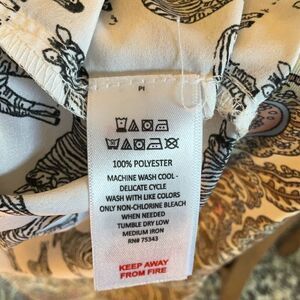 PI
100% POLYESTER
MACHINE WASH COOL -
DELICATE CYCLE
WASH WITH LIKE COLORS
ONLY NON-CHLORINE BLEACH
WHEN NEEDED
TUMBLE DRY LOW
MEDIUM IRON
RN# 75343
KEEP AWAY
FROM FIRE